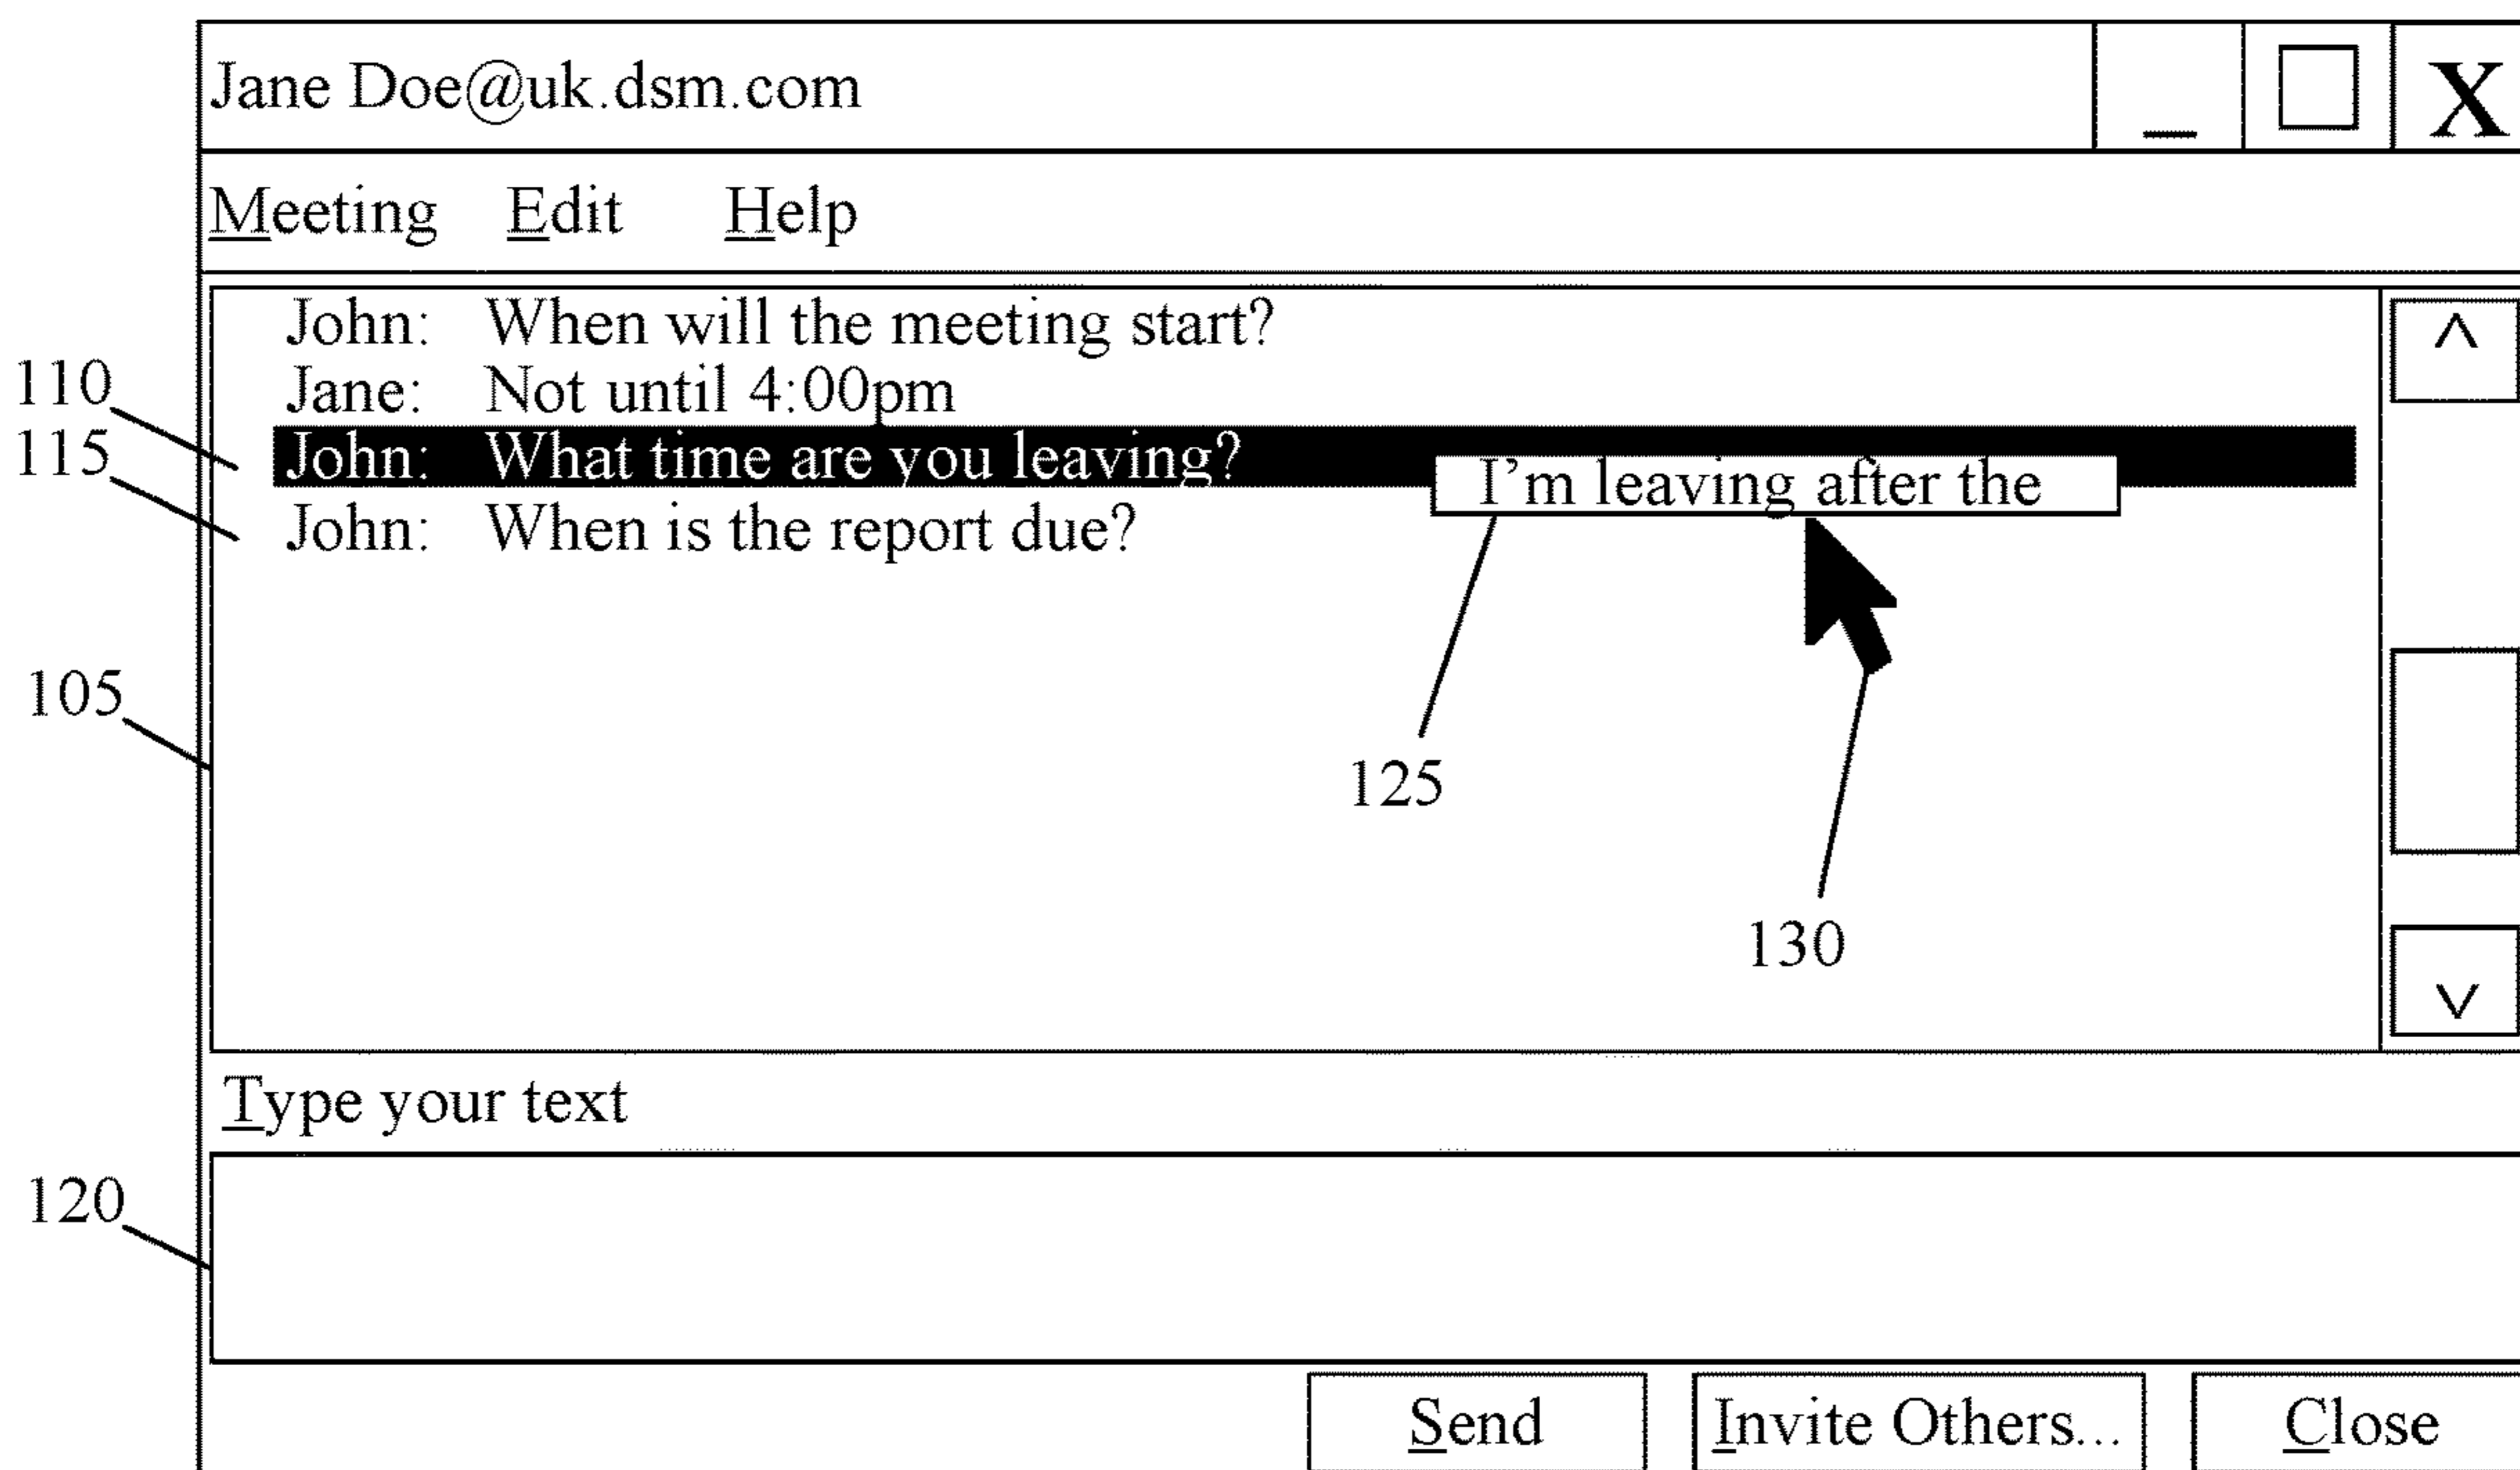 Jane Doe@uk.dsm.com _ X
Meeting Edit Help
John: When will the meeting start?
Jane: Not until 4:00pm
110
John: What time are you leaving?
I'm leaving after the
115
John: When is the report due?
105
125
130
Type your text
120
Send Invite Others... Close